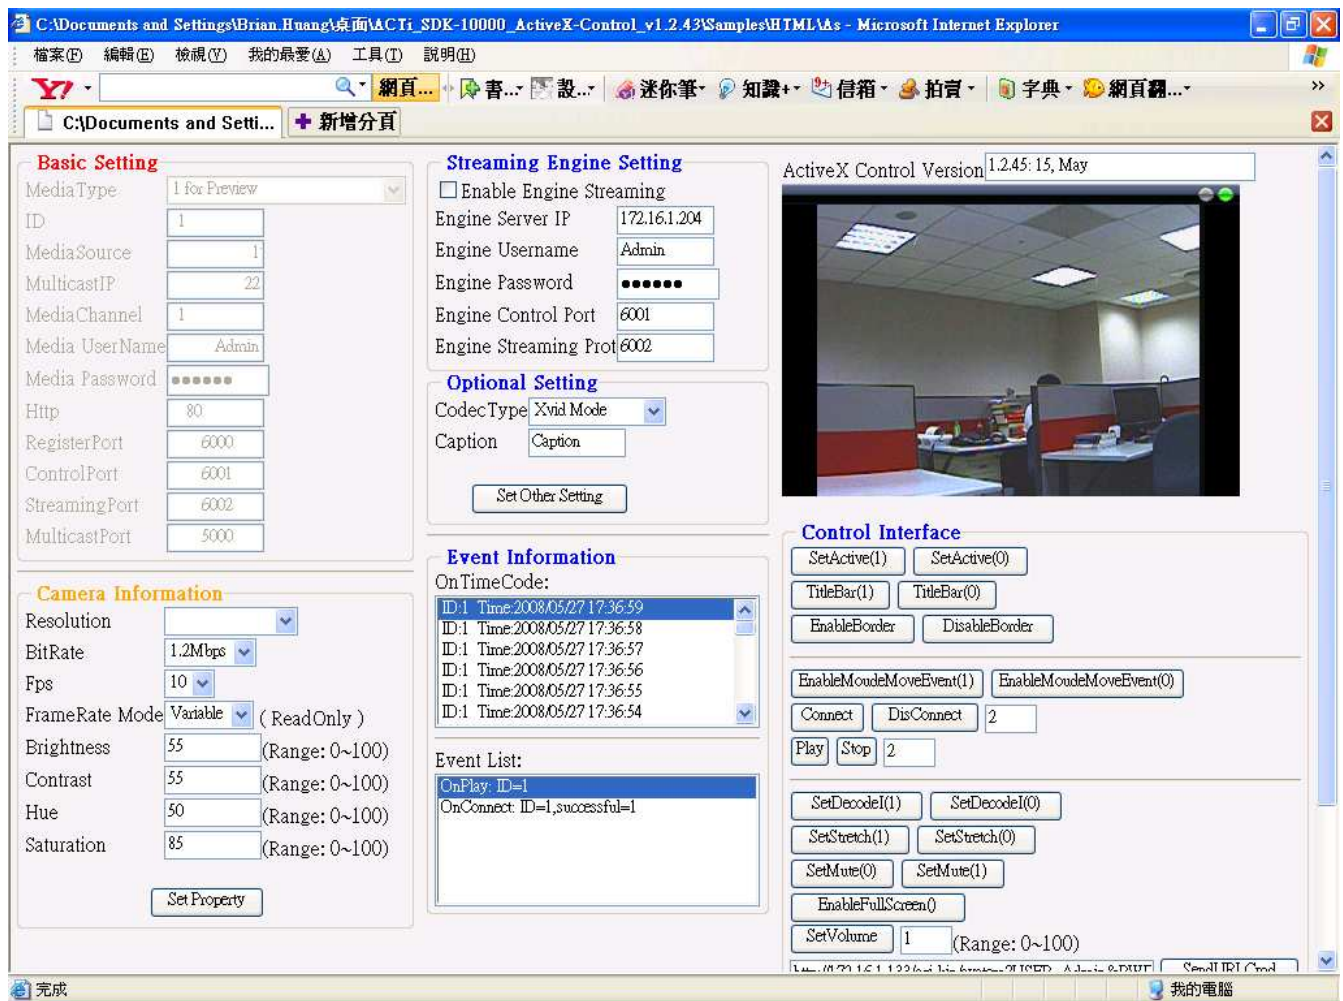 C:\Documents and Settings\Brian.Huang\桌面\ACTi_SDK-10000_ActiveX-Control_v1.2.43\Samples\HTML\As - Microsoft Internet Explorer
檔案(F) 編輯(E) 檢視(V) 我的最愛(A) 工具(T) 說明(H)
Y! 網頁... 書... 設... 迷你筆 知識+ 信箱 拍賣 字典 網頁翻... »
C:\Documents and Setti... 新增分頁
Basic Setting
MediaType 1 for Preview
ID 1
MediaSource 1
MulticastIP 22
MediaChannel 1
Media UserName Admin
Media Password ●●●●●●
Http 80
RegisterPort 6000
ControlPort 6001
StreamingPort 6002
MulticastPort 5000
Camera Information
Resolution
BitRate 1.2Mbps
Fps 10
FrameRate Mode Variable ( ReadOnly )
Brightness 55 (Range: 0~100)
Contrast 55 (Range: 0~100)
Hue 50 (Range: 0~100)
Saturation 85 (Range: 0~100)
Set Property
Streaming Engine Setting
Enable Engine Streaming
Engine Server IP 172.16.1.204
Engine Username Admin
Engine Password ●●●●●●
Engine Control Port 6001
Engine Streaming Prot 6002
Optional Setting
CodecType Xvid Mode
Caption Caption
Set Other Setting
Event Information
OnTimeCode:
ID:1 Time:2008/05/27 17:36:59
ID:1 Time:2008/05/27 17:36:58
ID:1 Time:2008/05/27 17:36:57
ID:1 Time:2008/05/27 17:36:56
ID:1 Time:2008/05/27 17:36:55
ID:1 Time:2008/05/27 17:36:54
Event List:
OnPlay: ID=1
OnConnect: ID=1,successful=1
ActiveX Control Version 1.2.45: 15, May
Control Interface
SetActive(1) SetActive(0)
TitleBar(1) TitleBar(0)
EnableBorder DisableBorder
EnableMoudeMoveEvent(1) EnableMoudeMoveEvent(0)
Connect DisConnect 2
Play Stop 2
SetDecodeI(1) SetDecodeI(0)
SetStretch(1) SetStretch(0)
SetMute(0) SetMute(1)
EnableFullScreen()
SetVolume 1 (Range: 0~100)
SendURLCmd
完成 我的電腦